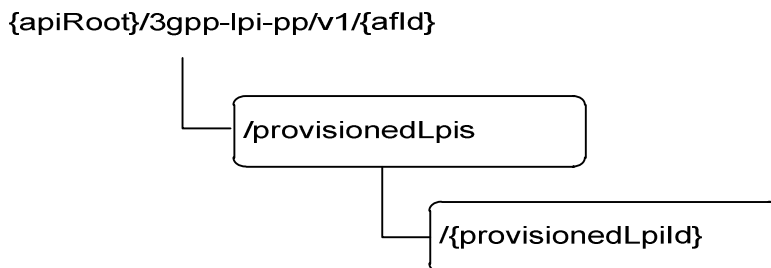 {apiRoot}/3gpp-lpi-pp/v1/{afId}
/provisionedLpis
/{provisionedLpiId}